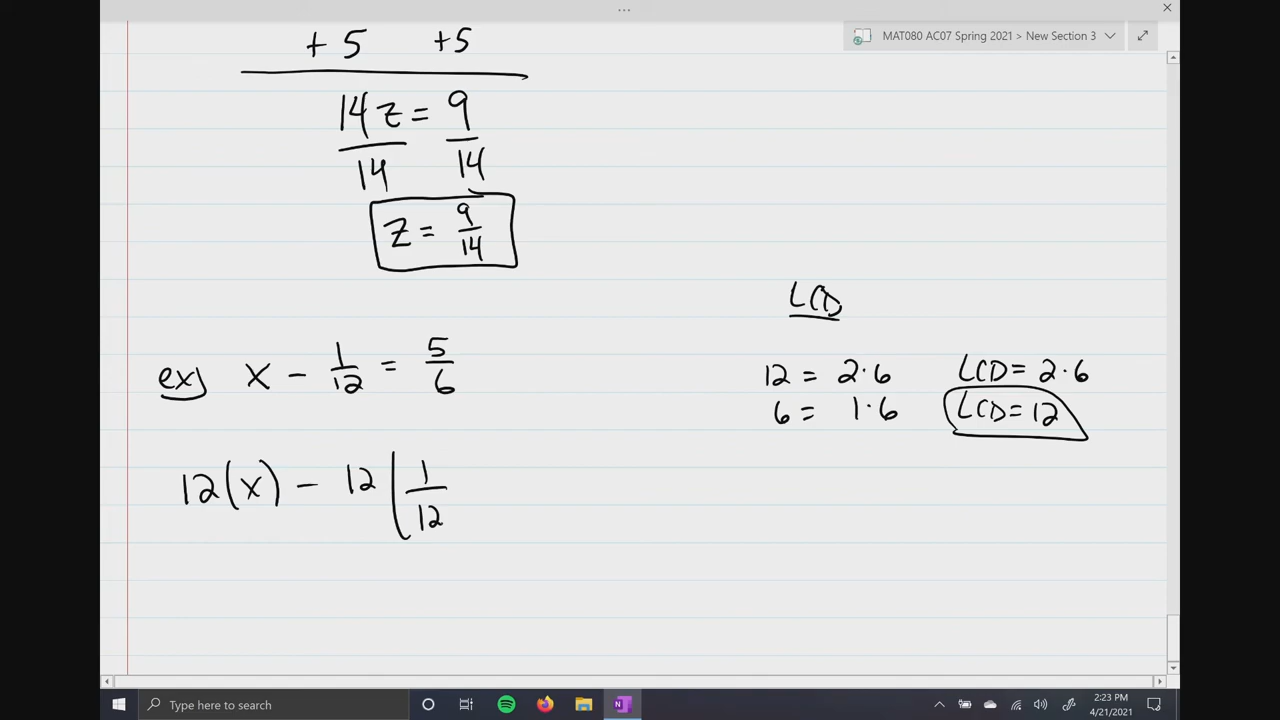 ...
MAT080 AC07 Spring 2021 > New Section 3
+ 5 +5
14z = 9
14 14
z = 9/14
LCD
ex) x - 1/12 = 5/6
12 = 2·6 LCD = 2·6
6 = 1·6 LCD = 12
12(x) - 12(1/12
Type here to search
2:23 PM
4/21/2021